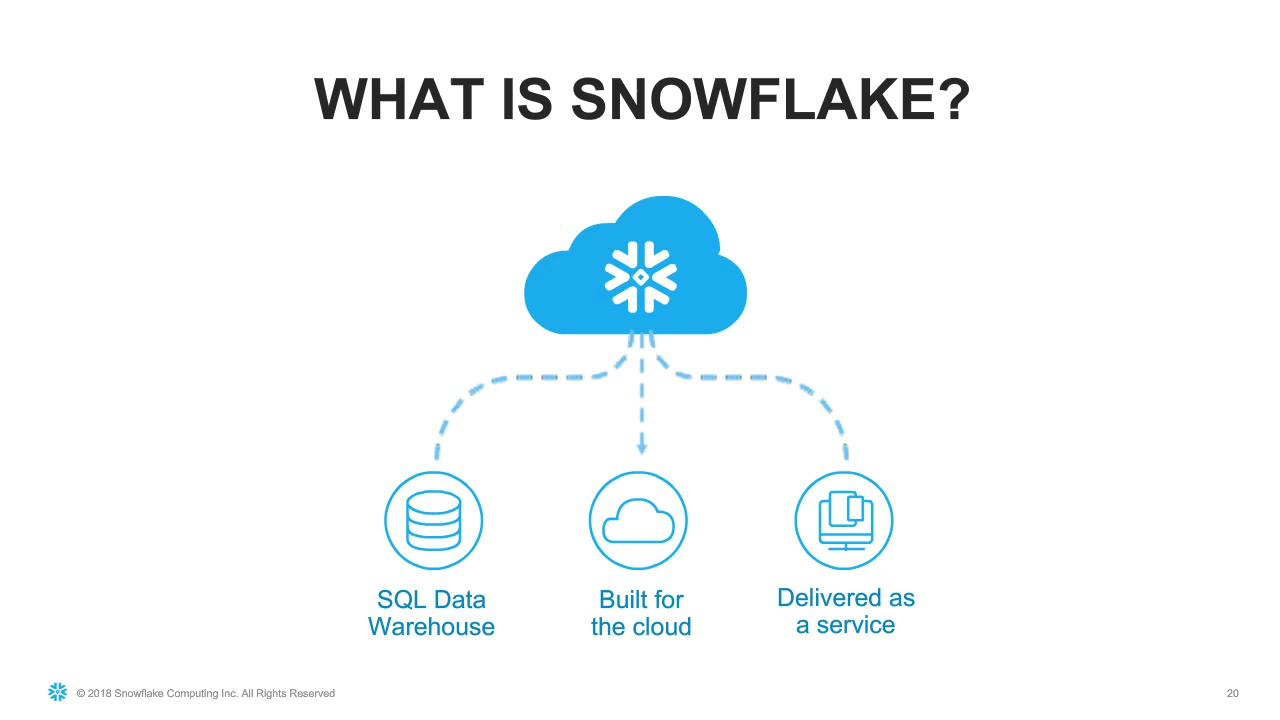 WHAT IS SNOWFLAKE?
SQL Data
Warehouse
Built for
the cloud
Delivered as
a service
© 2018 Snowflake Computing Inc. All Rights Reserved
20